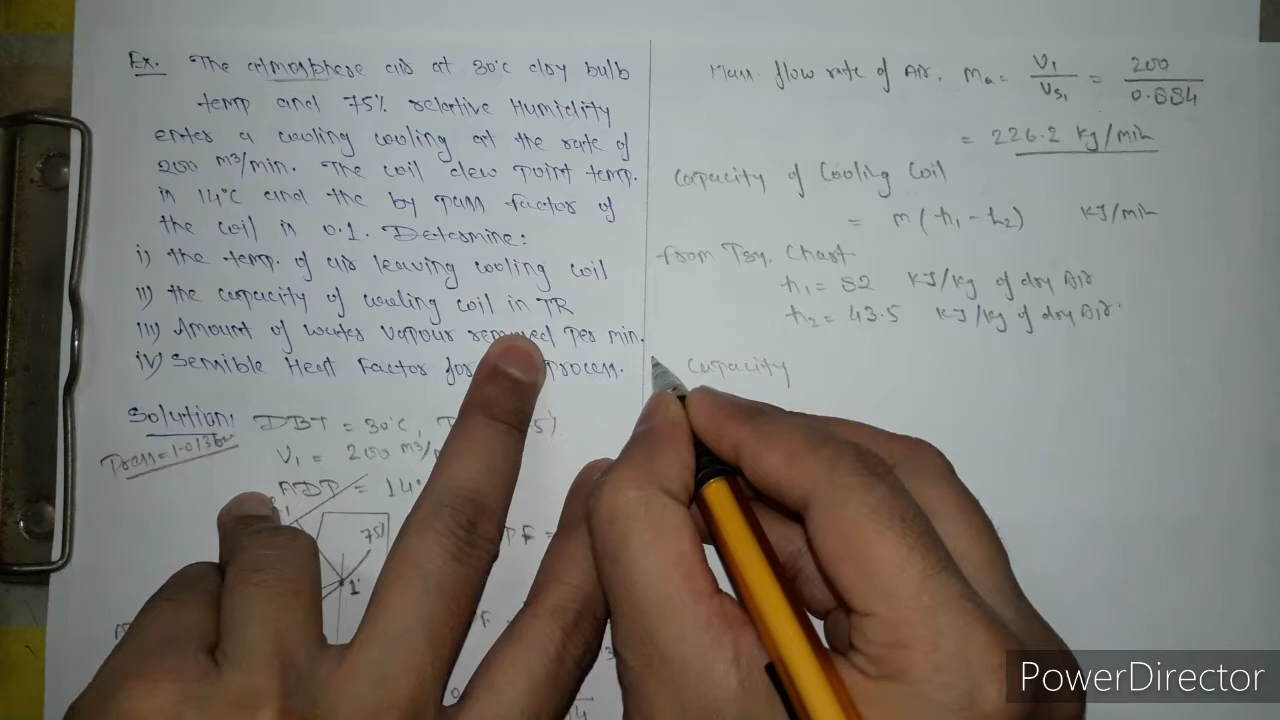 Ex. The atmosphere air at 30°C dry bulb
temp and 75% relative Humidity
enter a cooling cooling at the rate of
200 m³/min. The coil dew point temp.
is 14°C and the by pass factor of
the coil is 0.1. Determine:
i) the temp. of air leaving cooling coil
ii) the capacity of cooling coil in TR
iii) Amount of water vapour removed per min.
iv) Sensible Heat Factor for process.
Solution: DBT = 30°C,
Press = 1.013 bar
V₁ = 200 m³/
ADP = 14°
75%
1
PF =
Mass flow rate of Air, ma = V₁/Vs₁ = 200/0.884
= 226.2 kg/min
Capacity of Cooling Coil
= m(h₁ - h₂) KJ/min
from Psy. Chart
h₁ = 82 KJ/kg of dry Air
h₂ = 43.5 KJ/kg of dry Air.
Capacity
PowerDirector